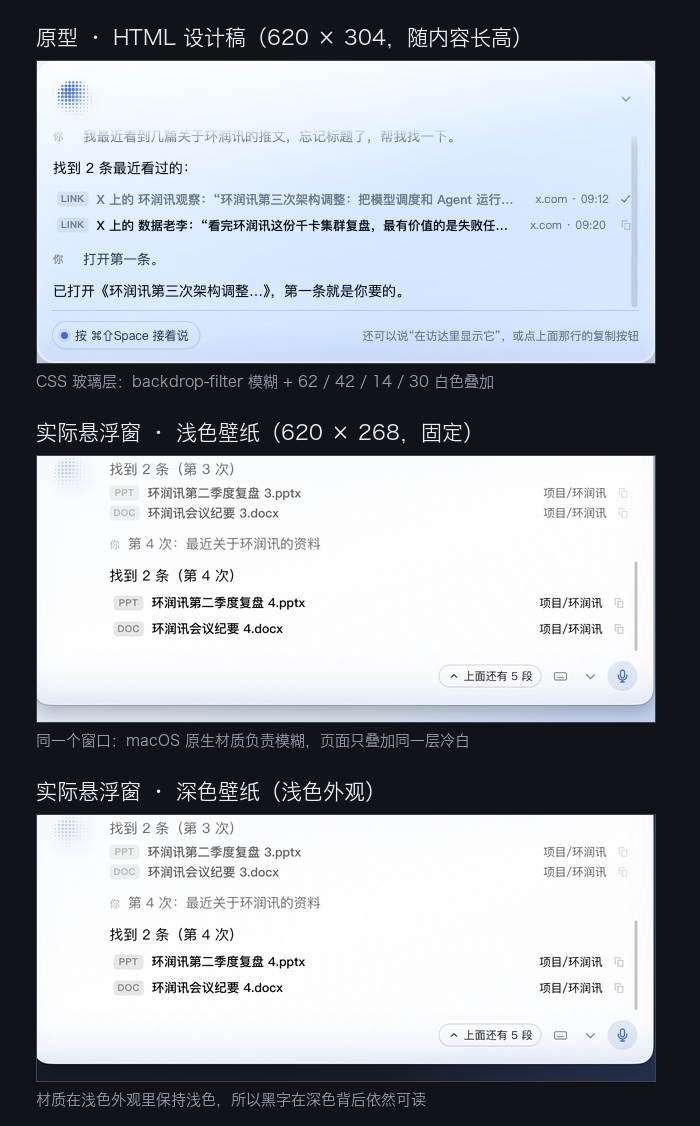 原型 · HTML 设计稿（620 × 304，随内容长高）
你 我最近看到几篇关于环润讯的推文，忘记标题了，帮我找一下。
找到 2 条最近看过的：
LINK X 上的 环润讯观察：“环润讯第三次架构调整：把模型调度和 Agent 运行... x.com · 09:12
LINK X 上的 数据老李：“看完环润讯这份千卡集群复盘，最有价值的是失败任... x.com · 09:20
你 打开第一条。
已打开《环润讯第三次架构调整...》，第一条就是你要的。
按 ⌘⇧Space 接着说 还可以说“在访达里显示它”，或点上面那行的复制按钮
CSS 玻璃层：backdrop-filter 模糊 + 62 / 42 / 14 / 30 白色叠加
实际悬浮窗 · 浅色壁纸（620 × 268，固定）
找到 2 条（第 3 次）
PPT 环润讯第二季度复盘 3.pptx 项目/环润讯
DOC 环润讯会议纪要 3.docx 项目/环润讯
你 第 4 次：最近关于环润讯的资料
找到 2 条（第 4 次）
PPT 环润讯第二季度复盘 4.pptx 项目/环润讯
DOC 环润讯会议纪要 4.docx 项目/环润讯
上面还有 5 段
同一个窗口：macOS 原生材质负责模糊，页面只叠加同一层冷白
实际悬浮窗 · 深色壁纸（浅色外观）
找到 2 条（第 3 次）
PPT 环润讯第二季度复盘 3.pptx 项目/环润讯
DOC 环润讯会议纪要 3.docx 项目/环润讯
你 第 4 次：最近关于环润讯的资料
找到 2 条（第 4 次）
PPT 环润讯第二季度复盘 4.pptx 项目/环润讯
DOC 环润讯会议纪要 4.docx 项目/环润讯
上面还有 5 段
材质在浅色外观里保持浅色，所以黑字在深色背后依然可读